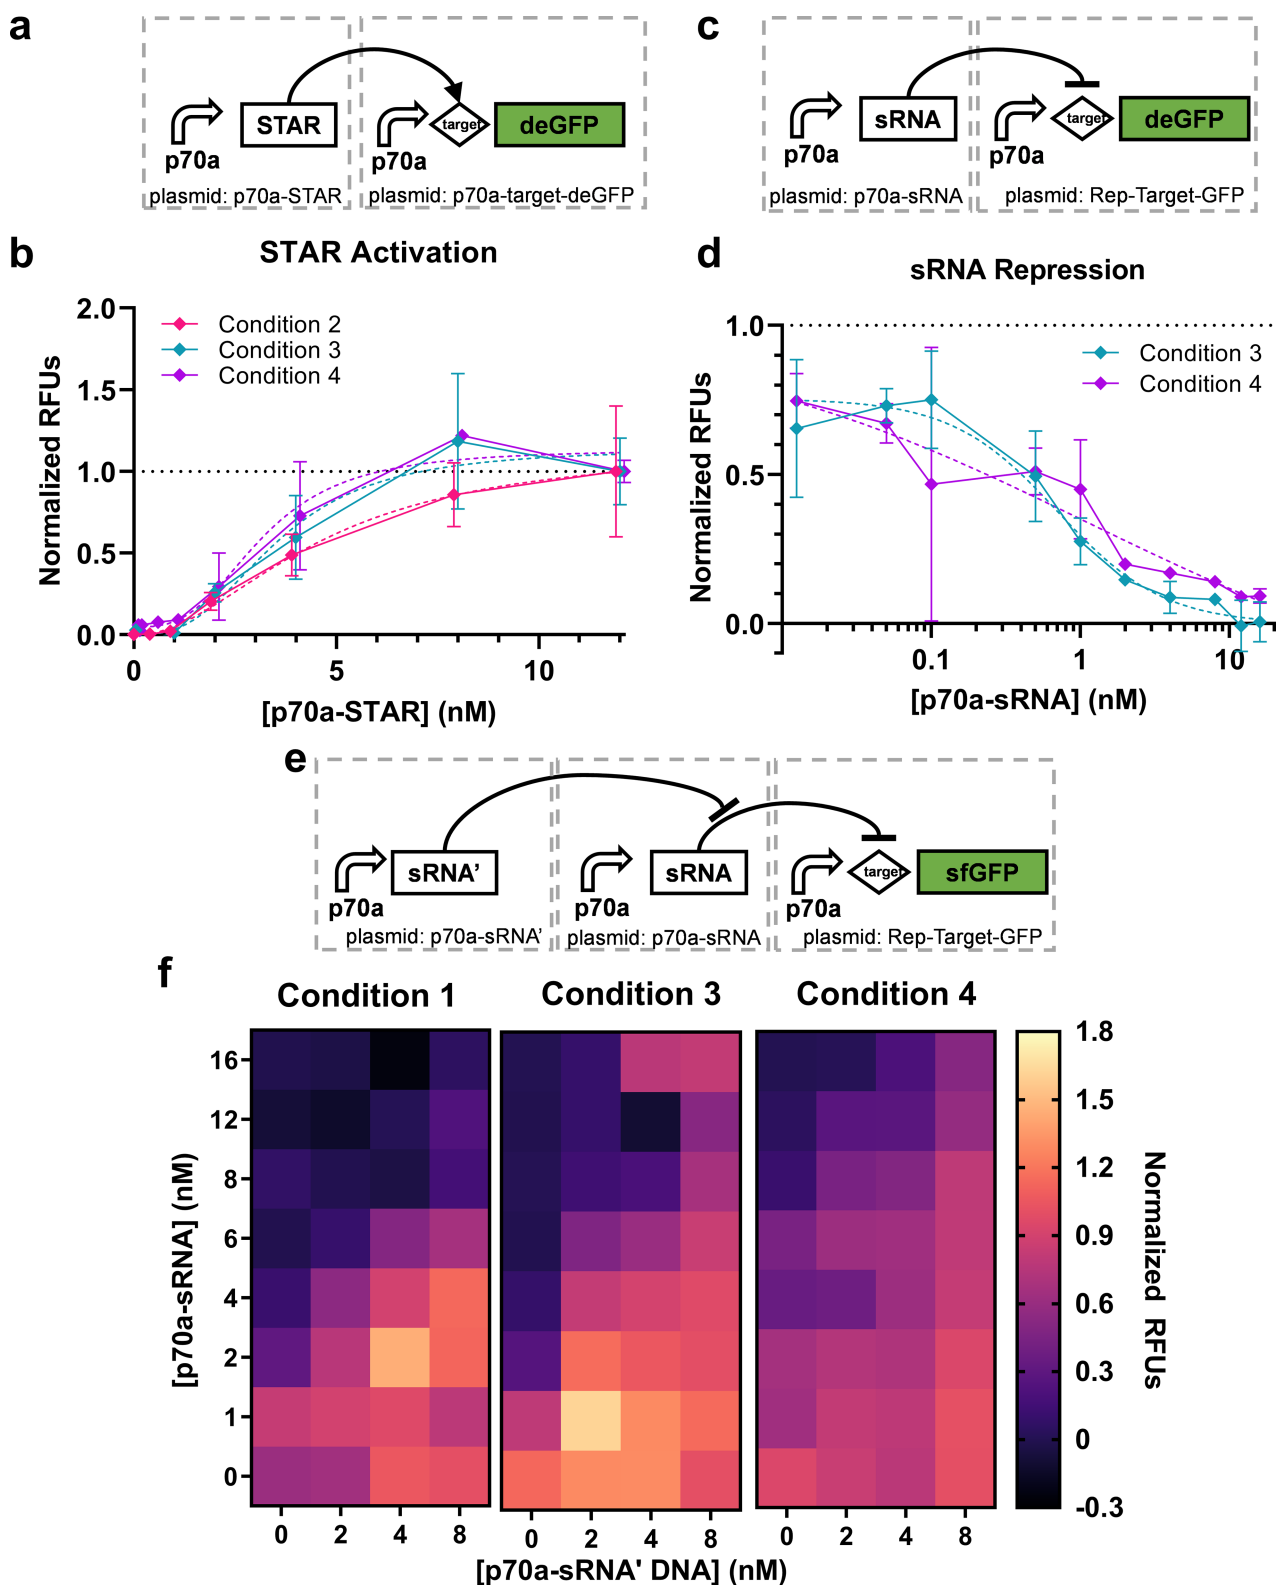 a
STAR
target
deGFP
p70a
p70a
plasmid: p70a-STAR
plasmid: p70a-target-deGFP
c
sRNA
target
deGFP
p70a
p70a
plasmid: p70a-sRNA
plasmid: Rep-Target-GFP
b
STAR Activation
2.0
1.5
1.0
0.5
0.0
Normalized RFUs
Condition 2
Condition 3
Condition 4
0
5
10
[p70a-STAR] (nM)
d
sRNA Repression
1.0
0.5
0.0
Normalized RFUs
Condition 3
Condition 4
0.1
1
10
[p70a-sRNA] (nM)
e
sRNA'
sRNA
target
sfGFP
p70a
p70a
p70a
plasmid: p70a-sRNA'
plasmid: p70a-sRNA
plasmid: Rep-Target-GFP
f
Condition 1
Condition 3
Condition 4
[p70a-sRNA] (nM)
16
12
8
6
4
2
1
0
0 2 4 8
0 2 4 8
0 2 4 8
[p70a-sRNA' DNA] (nM)
1.8
1.5
1.2
0.9
0.6
0.3
0
-0.3
Normalized RFUs